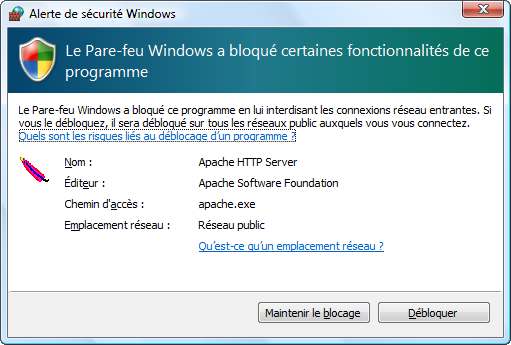 Alerte de sécurité Windows
Le Pare-feu Windows a bloqué certaines fonctionnalités de ce
programme
Le Pare-feu Windows a bloqué ce programme en lui interdisant les connexions réseau entrantes. Si
vous le débloquez, il sera débloqué sur tous les réseaux public auxquels vous vous connectez.
Quels sont les risques liés au déblocage d'un programme ?
Nom : Apache HTTP Server
Éditeur : Apache Software Foundation
Chemin d'accès : apache.exe
Emplacement réseau : Réseau public
Qu'est-ce qu'un emplacement réseau ?
Maintenir le blocage Débloquer